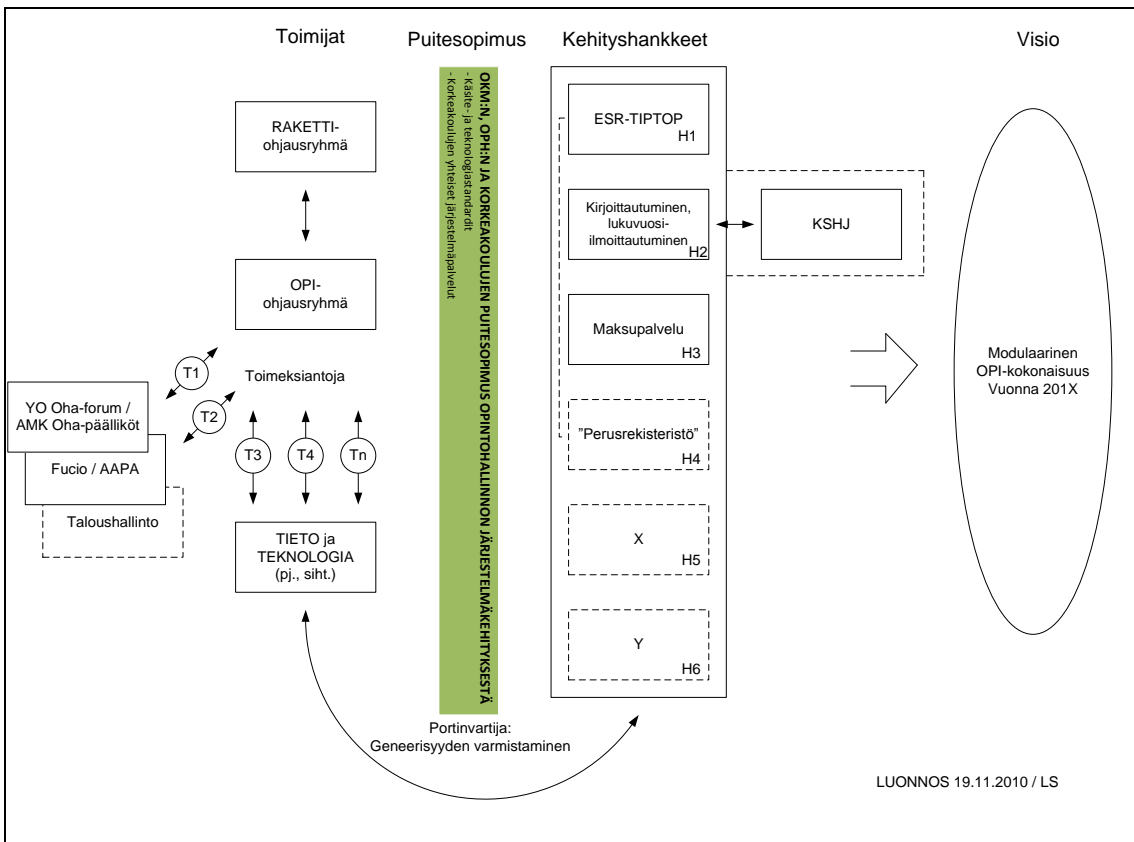 Toimijat
Puitesopimus
Kehityshankkeet
Visio
RAKETTI-
ohjausryhmä
OPI-
ohjausryhmä
T1
T2
Toimeksiantoja
T3
T4
Tn
YO Oha-forum /
AMK Oha-päälliköt
Fucio / AAPA
Taloushallinto
TIETO ja
TEKNOLOGIA
(pj., siht.)
OKM:N, OPH:N JA KORKEAKOULUJEN PUITESOPIMUS OPINTOHALLINNON JÄRJESTELMÄKEHITYKSESTÄ
- Käsite- ja teknologiastandardit
- Korkeakoulujen yhteiset järjestelmäpalvelut
ESR-TIPTOP
H1
Kirjoittautuminen,
lukuvuosi-
ilmoittautuminen
H2
KSHJ
Maksupalvelu
H3
"Perusrekisteristö"
H4
X
H5
Y
H6
Modulaarinen
OPI-kokonaisuus
Vuonna 201X
Portinvartija:
Geneerisyyden varmistaminen
LUONNOS 19.11.2010 / LS